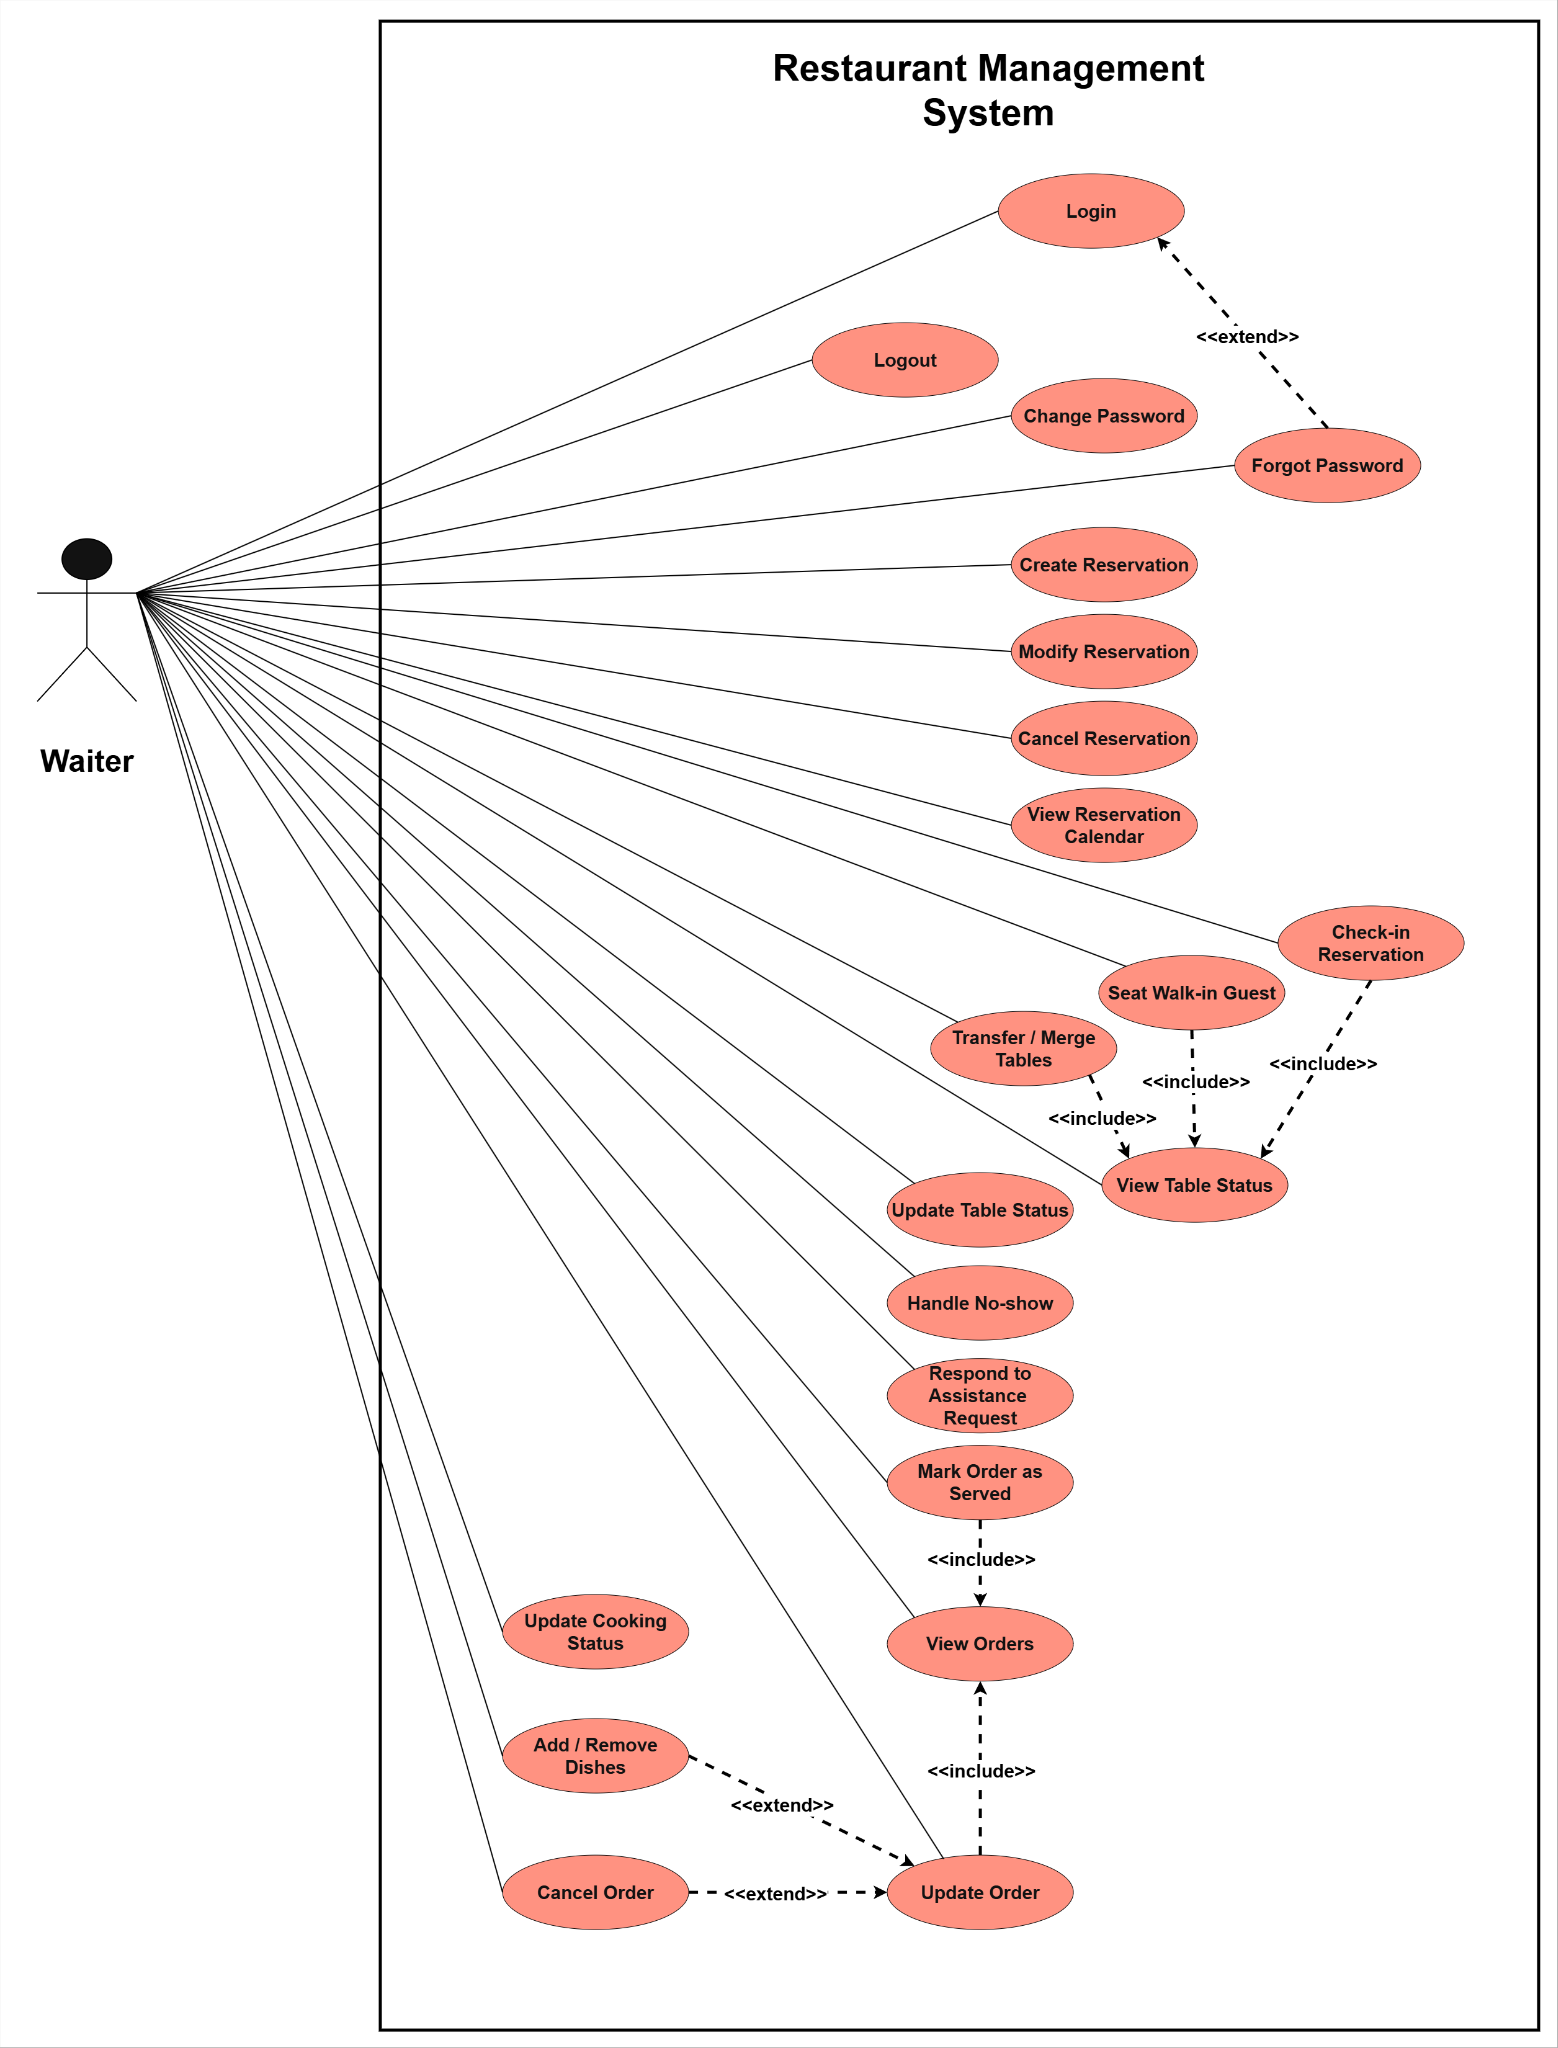 Restaurant Management
System
Login
<<extend>>
Logout
Change Password
Forgot Password
Create Reservation
Modify Reservation
Cancel Reservation
Waiter
View Reservation
Calendar
Check-in
Reservation
Seat Walk-in Guest
Transfer / Merge
Tables
<<include>>
<<include>>
<<include>>
View Table Status
Update Table Status
Handle No-show
Respond to
Assistance
Request
Mark Order as
Served
<<include>>
Update Cooking
Status
View Orders
Add / Remove
Dishes
<<include>>
<<extend>>
Cancel Order
<<extend>>
Update Order